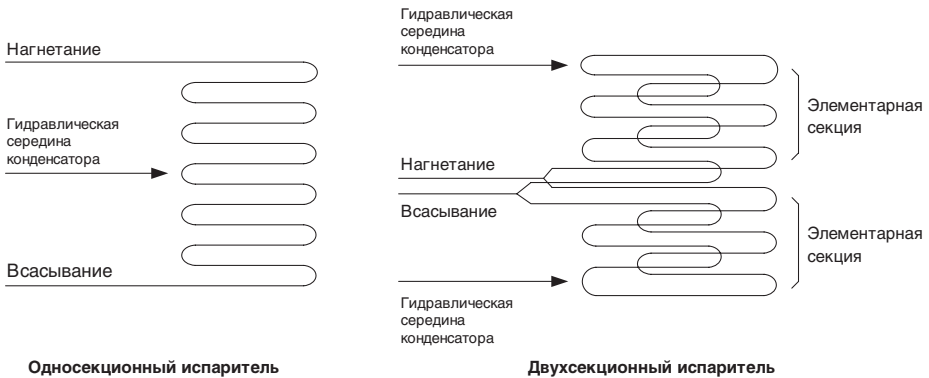 Нагнетание
Гидравлическая
середина
конденсатора
Всасывание
Односекционный испаритель
Гидравлическая
середина
конденсатора
Элементарная
секция
Нагнетание
Всасывание
Элементарная
секция
Гидравлическая
середина
конденсатора
Двухсекционный испаритель